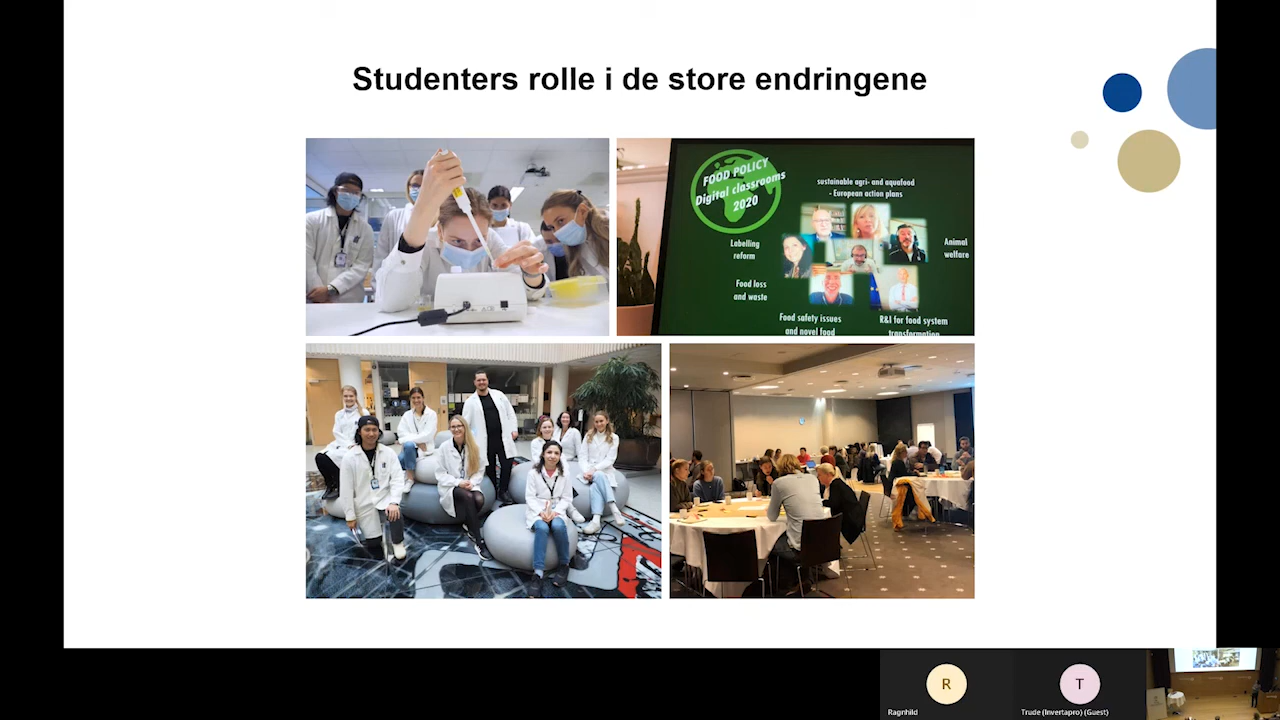 Studenters rolle i de store endringene
FOOD POLICY
Digital classrooms
2020
sustainable agri- and aquafood
- European action plans
Labelling
reform
Animal
welfare
Food loss
and waste
Food safety issues
and novel food
R&I for food system
transformation
R
T
Ragnhild
Trude (Invertapro) (Guest)